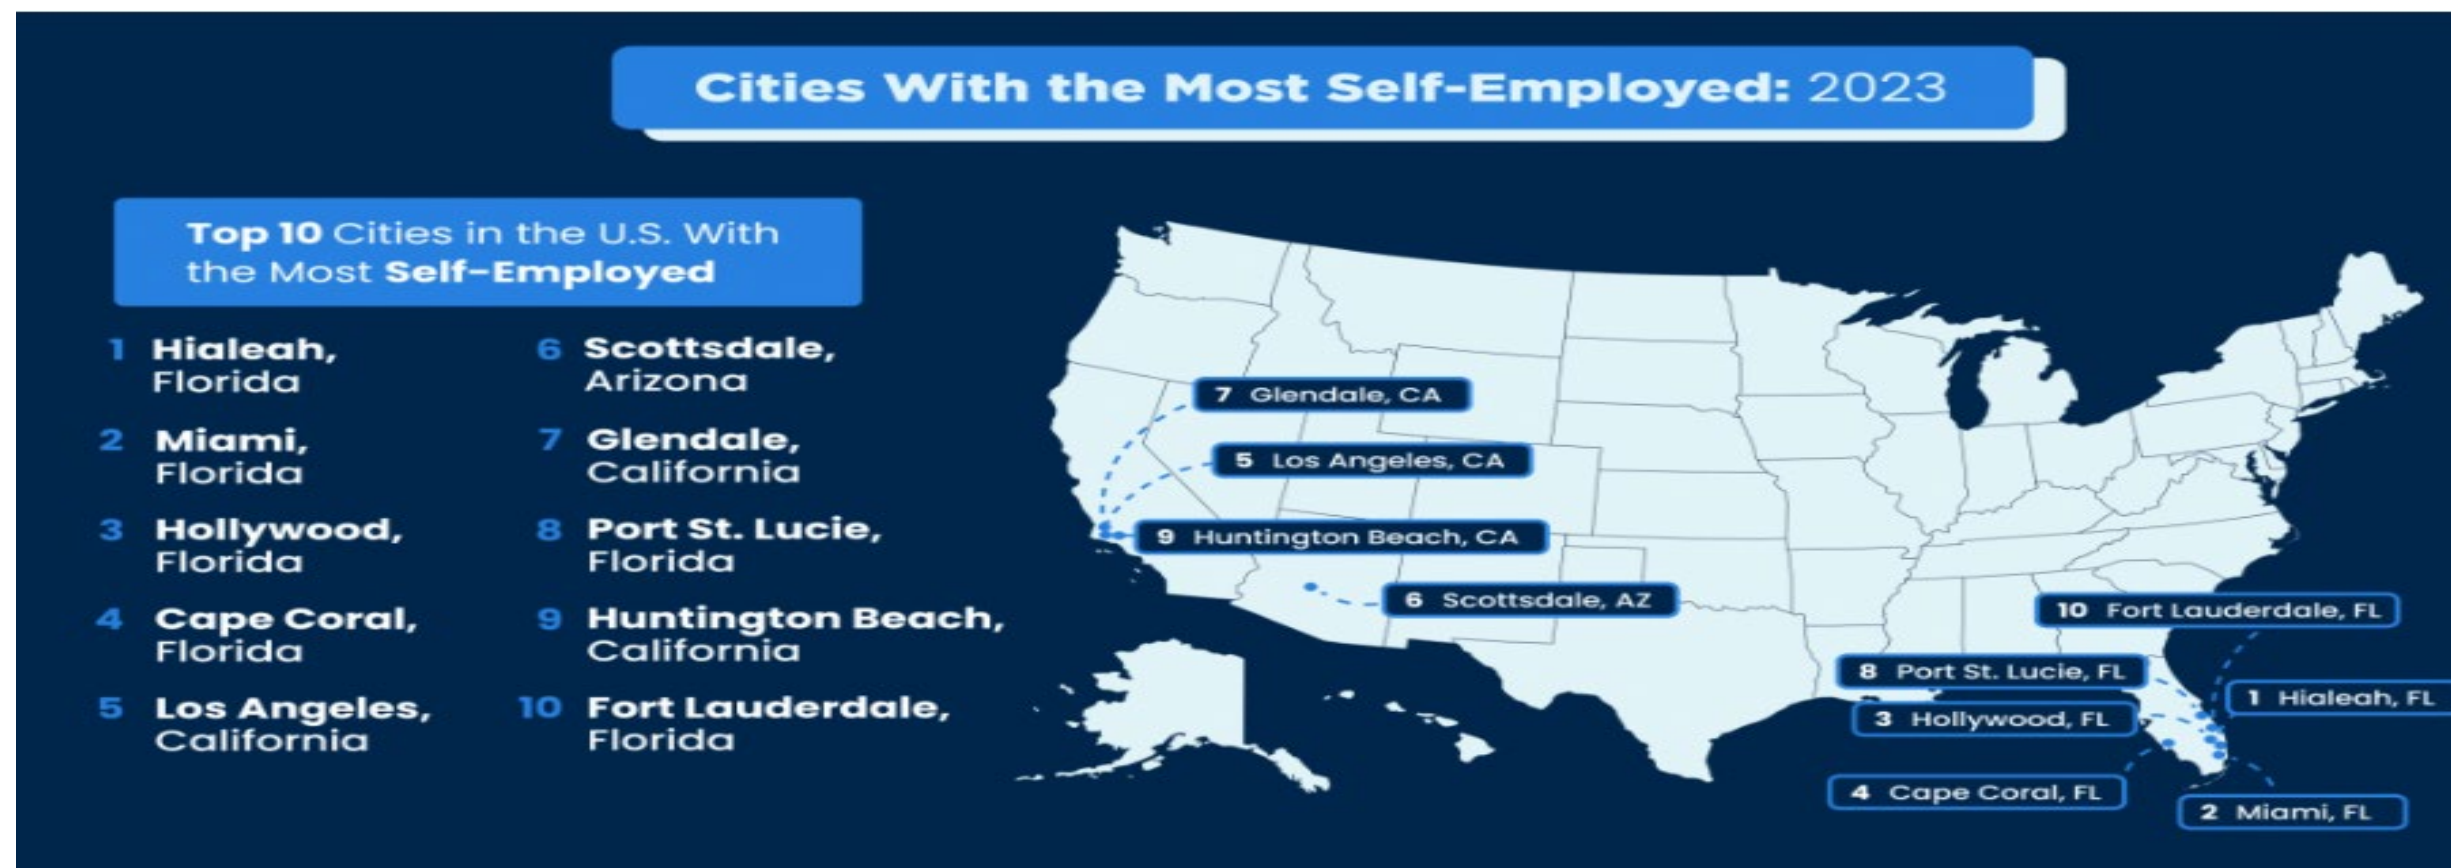 Cities With the Most Self-Employed: 2023
Top 10 Cities in the U.S. With
the Most Self-Employed
1 Hialeah,
Florida
2 Miami,
Florida
3 Hollywood,
Florida
4 Cape Coral,
Florida
5 Los Angeles,
California
6 Scottsdale,
Arizona
7 Glendale,
California
8 Port St. Lucie,
Florida
9 Huntington Beach,
California
10 Fort Lauderdale,
Florida
7 Glendale, CA
5 Los Angeles, CA
9 Huntington Beach, CA
6 Scottsdale, AZ
10 Fort Lauderdale, FL
8 Port St. Lucie, FL
1 Hialeah, FL
3 Hollywood, FL
4 Cape Coral, FL
2 Miami, FL